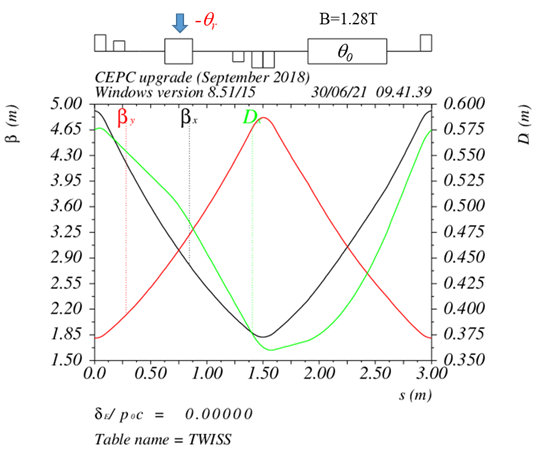 -θr B=1.28T
θ0
CEPC upgrade (September 2018)
Windows version 8.51/15 30/06/21 09.41.39
β (m)
D (m)
βy βx Dx
5.00 0.600
4.65 0.575
4.30 0.550
3.95 0.525
3.60 0.500
3.25 0.475
2.90 0.450
2.55 0.425
2.20 0.400
1.85 0.375
1.50 0.350
0.0 0.50 1.00 1.50 2.00 2.50 3.00
s (m)
δE/ p0c = 0.00000
Table name = TWISS